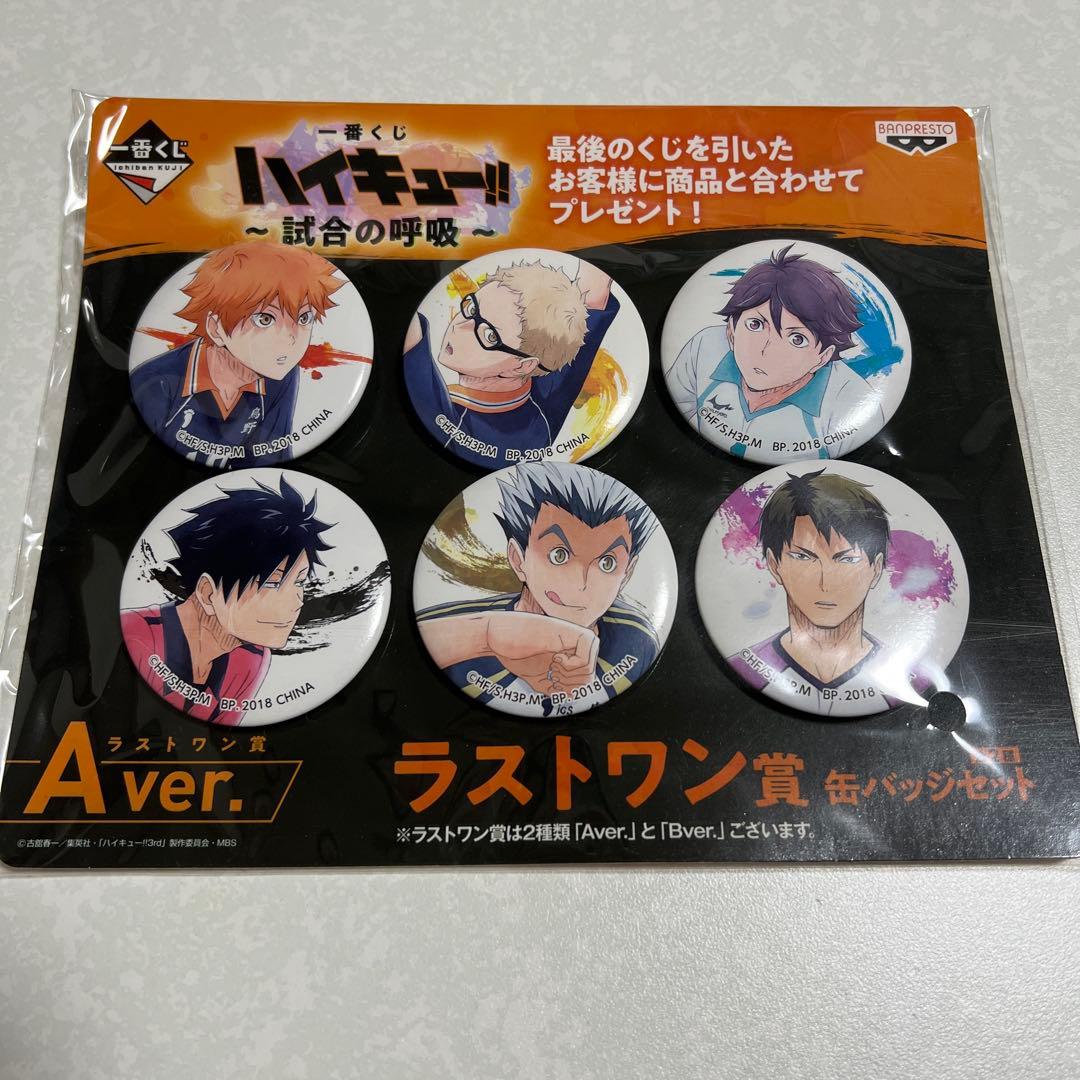 一番くじ
Ichiban KUJI
一番くじ
ハイキュー!!
~ 試合の呼吸 ~
最後のくじを引いた
お客様に商品と合わせて
プレゼント!
BANPRESTO
烏野
©HF/S,H3P,M BP. 2018 CHINA
©HF/S,H3P,M BP. 2018 CHINA
©HF/S,H3P,M BP. 2018 CHINA
©HF/S,H3P,M BP. 2018 CHINA
©HF/S,H3P,M BP. 2018 CHINA
©HF/S,H3P,M BP. 2018 CHINA
ラストワン賞
A ver.
ラストワン賞 缶バッジセット
※ラストワン賞は2種類「Aver.」と「Bver.」ございます。
©古舘春一/集英社・「ハイキュー!!3rd」製作委員会・MBS